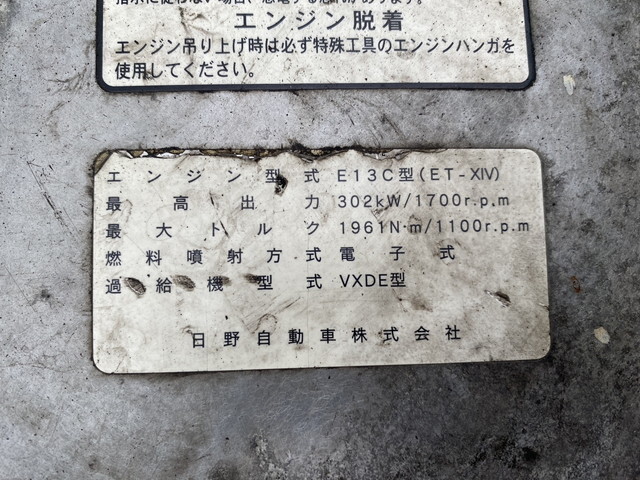 エンジン脱着
エンジン吊り上げ時は必ず特殊工具のエンジンハンガを
使用してください。
エンジン型式 E13C型(ET-XⅣ)
最高出力 302kW/1700r.p.m
最大トルク 1961N·m/1100r.p.m
燃料噴射方式 電子式
過給機型式 VXDE型
日野自動車株式会社